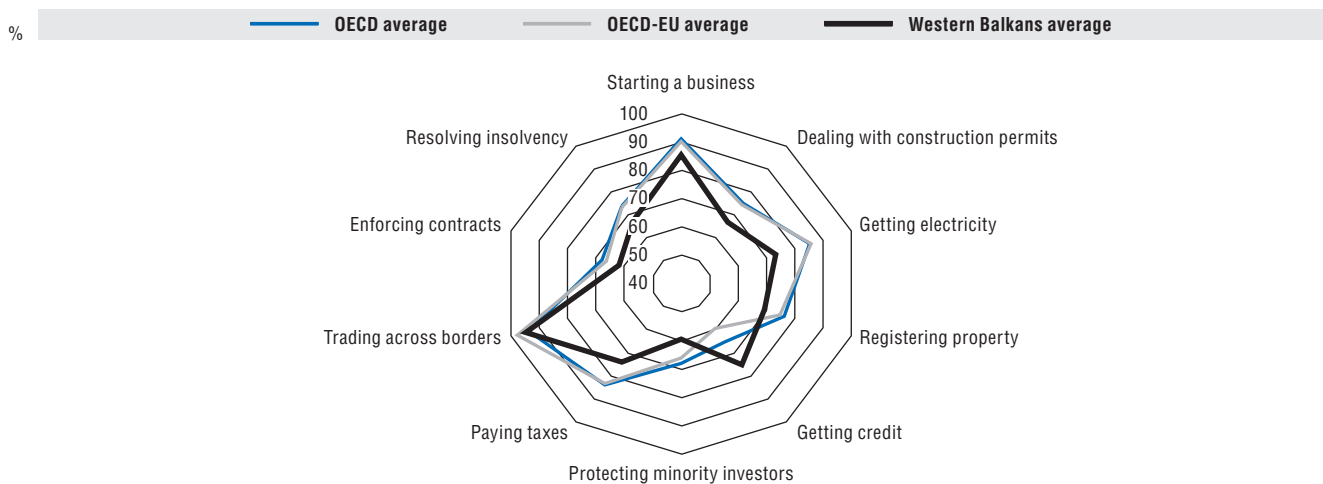 %
OECD average
OECD-EU average
Western Balkans average
Starting a business
Dealing with construction permits
Getting electricity
Registering property
Getting credit
Protecting minority investors
Paying taxes
Trading across borders
Enforcing contracts
Resolving insolvency
100
90
80
70
60
50
40